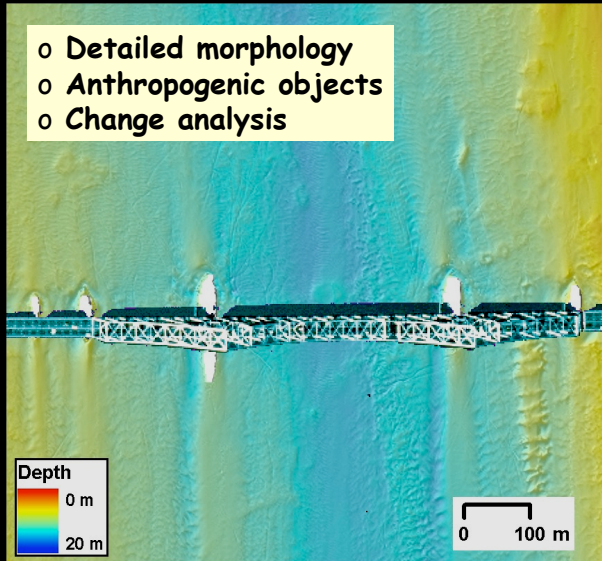 o Detailed morphology
o Anthropogenic objects
o Change analysis
Depth
0 m
20 m
0 100 m